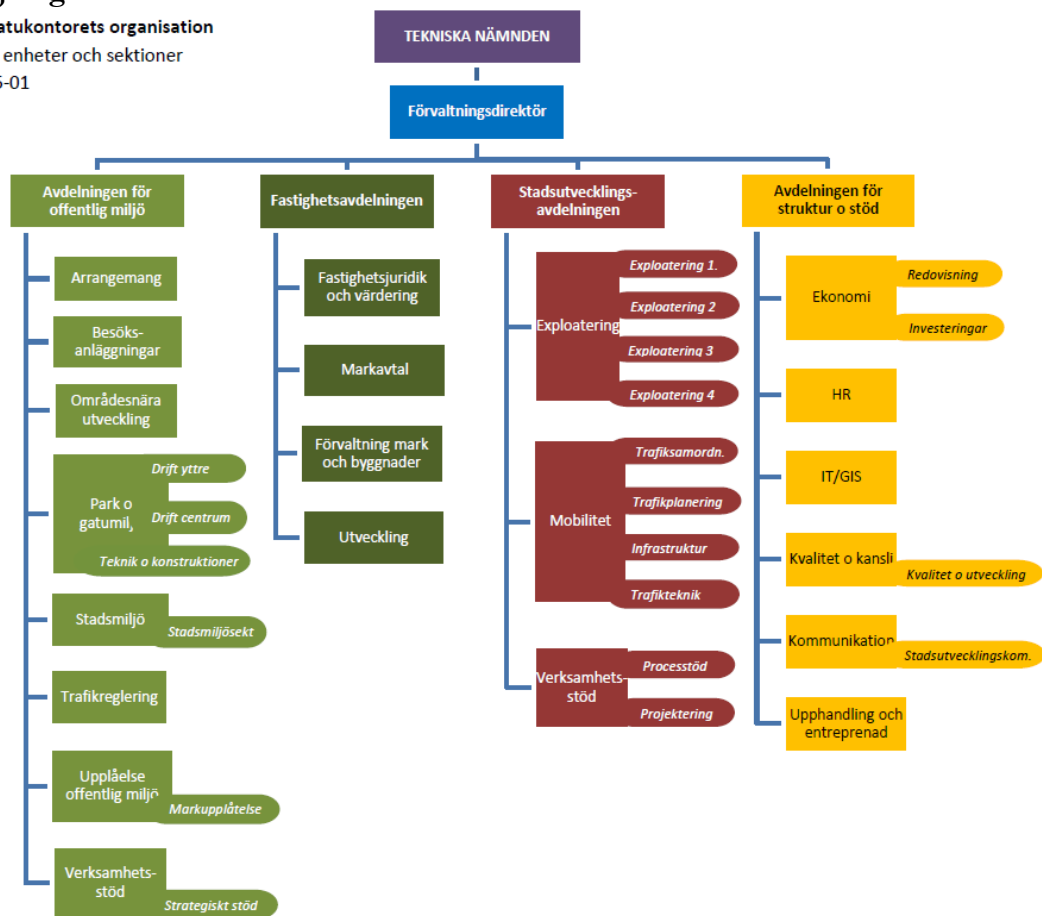 atukontorets organisation
enheter och sektioner
5-01
TEKNISKA NÄMNDEN
Förvaltningsdirektör
Avdelningen för
offentlig miljö
Arrangemang
Besöks-
anläggningar
Områdesnära
utveckling
Park o
gatumil
Drift yttre
Drift centrum
Teknik o konstruktioner
Stadsmiljö
Stadsmiljösekt
Trafikreglering
Upplåelse
offentlig miljö
Markupplåtelse
Verksamhets-
stöd
Strategiskt stöd
Fastighetsavdelningen
Fastighetsjuridik
och värdering
Markavtal
Förvaltning mark
och byggnader
Utveckling
Stadsutvecklings-
avdelningen
Exploatering
Exploatering 1.
Exploatering 2
Exploatering 3
Exploatering 4
Mobilitet
Trafiksamordn.
Trafikplanering
Infrastruktur
Trafikteknik
Verksamhets-
stöd
Processtöd
Projektering
Avdelningen för
struktur o stöd
Ekonomi
Redovisning
Investeringar
HR
IT/GIS
Kvalitet o kansli
Kvalitet o utveckling
Kommunikation
Stadsutvecklingskom.
Upphandling och
entreprenad